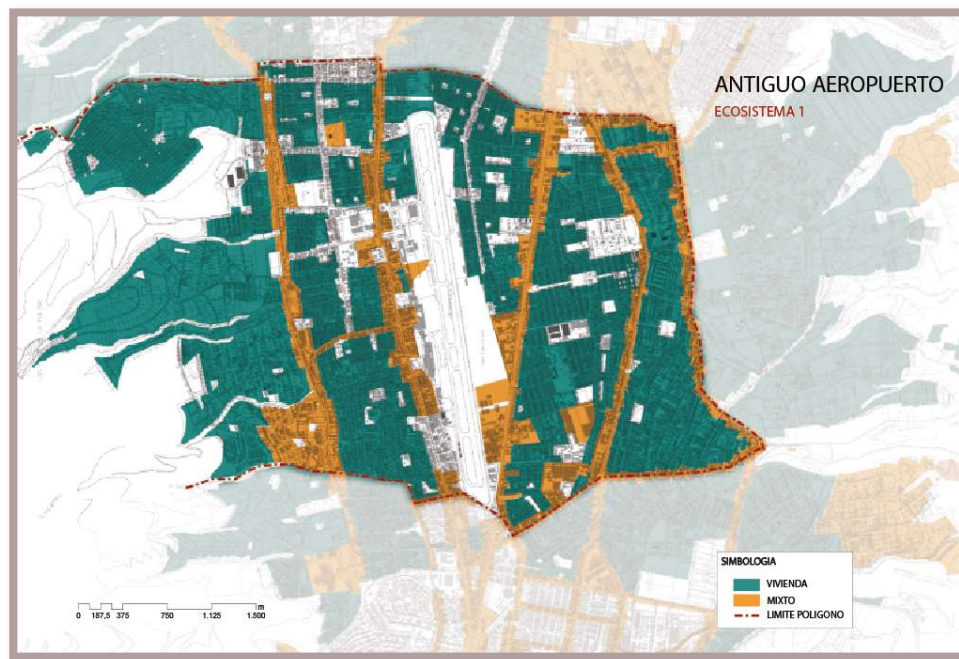 ANTIGUO AEROPUERTO
ECOSISTEMA 1
SIMBOLOGIA
VIVIENDA
MIXTO
LIMITE POLIGONO
0 187,5 375 750 1.125 1.500 m